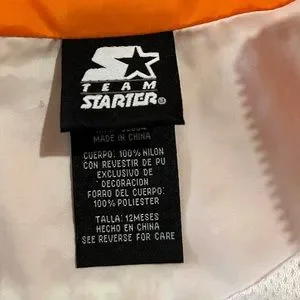 TEAM
STARTER®
MADE IN CHINA
CUERPO: 100% NILON
CON REVESTIR DE PU
EXCLUSIVO DE
DECORACION
FORRO DEL CUERPO:
100% POLIESTER
TALLA: 12MESES
HECHO EN CHINA
SEE REVERSE FOR CARE